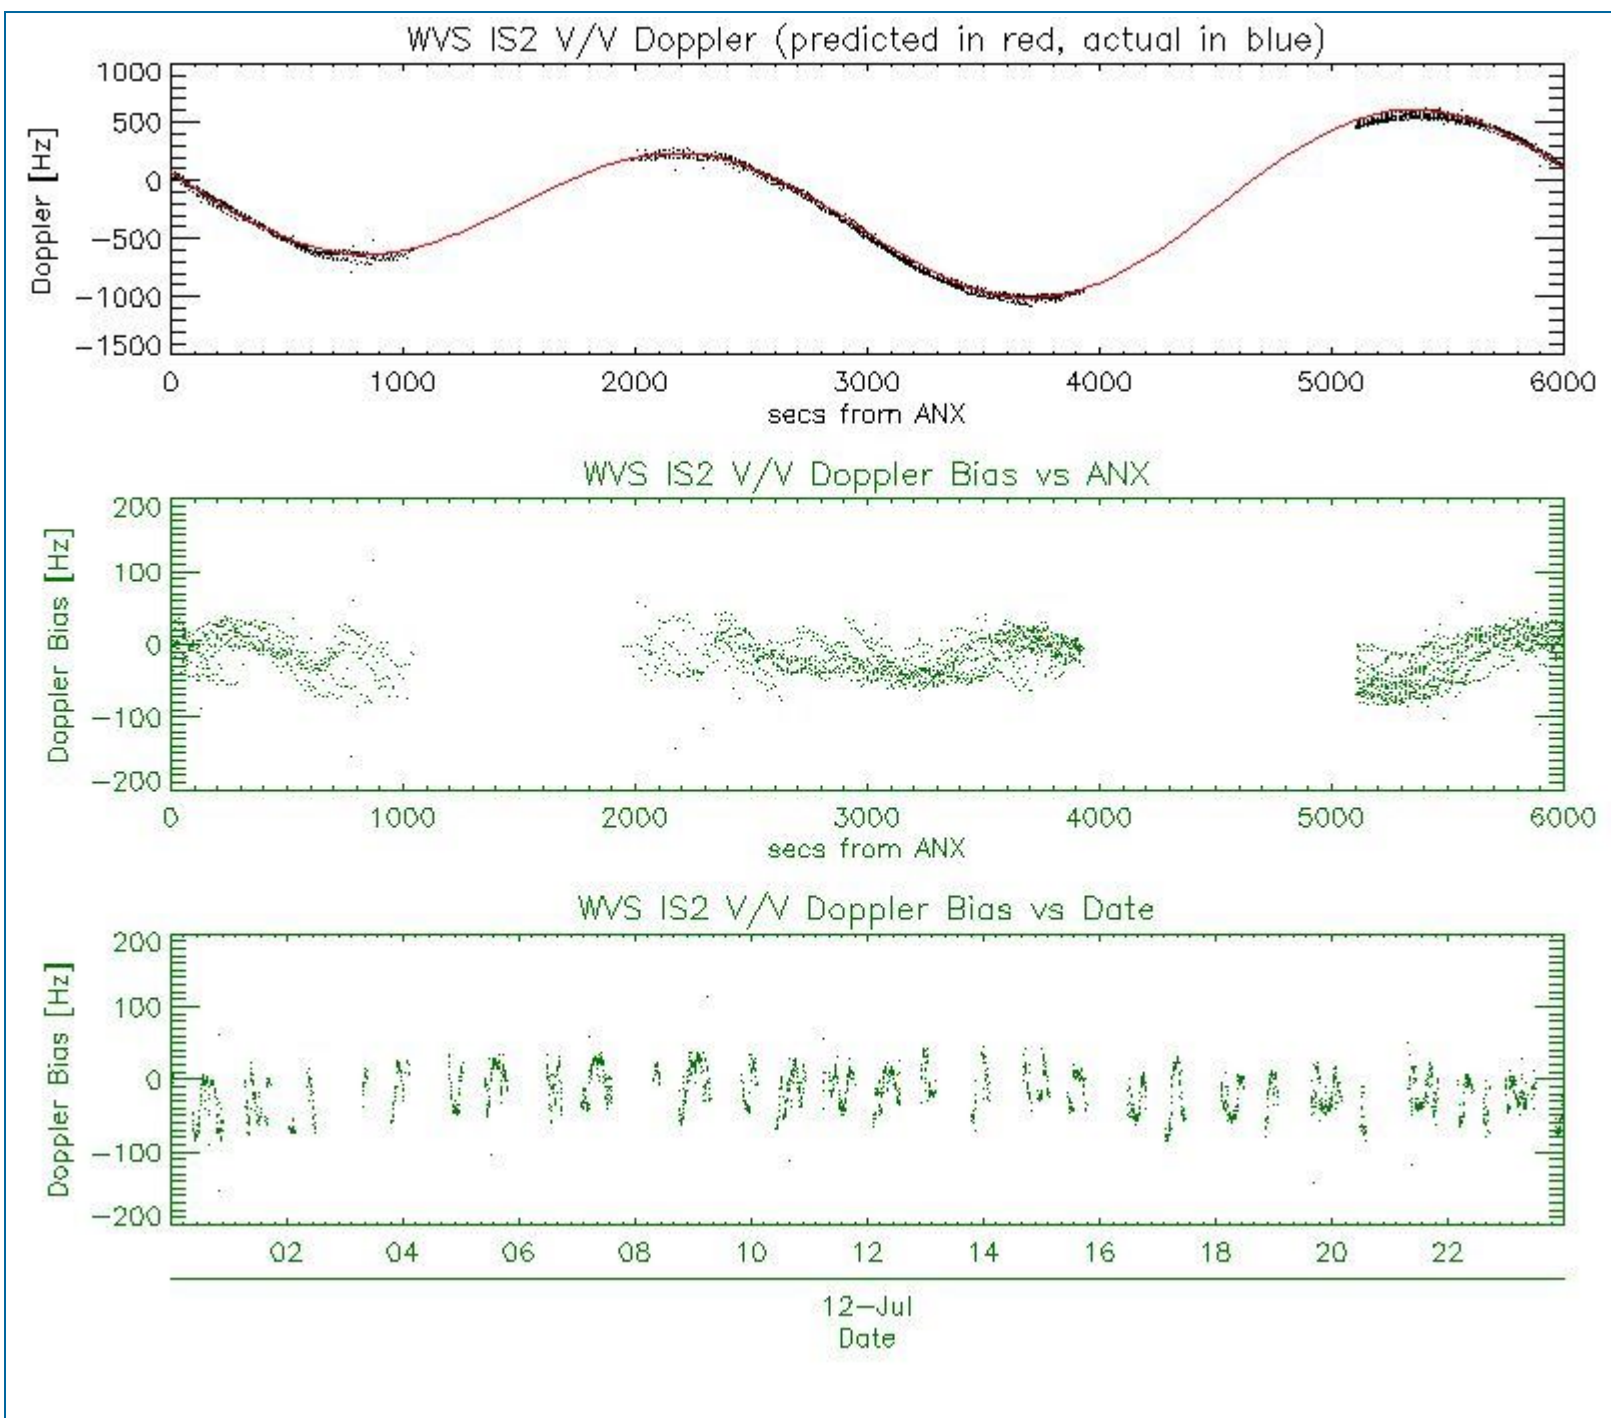 WVS IS2 V/V Doppler (predicted in red, actual in blue)
Doppler [Hz]
1000
500
0
-500
-1000
-1500
0 1000 2000 3000 4000 5000 6000
secs from ANX
WVS IS2 V/V Doppler Bias vs ANX
Doppler Bias [Hz]
200
100
0
-100
-200
0 1000 2000 3000 4000 5000 6000
secs from ANX
WVS IS2 V/V Doppler Bias vs Date
Doppler Bias [Hz]
200
100
0
-100
-200
02 04 06 08 10 12 14 16 18 20 22
12-Jul
Date